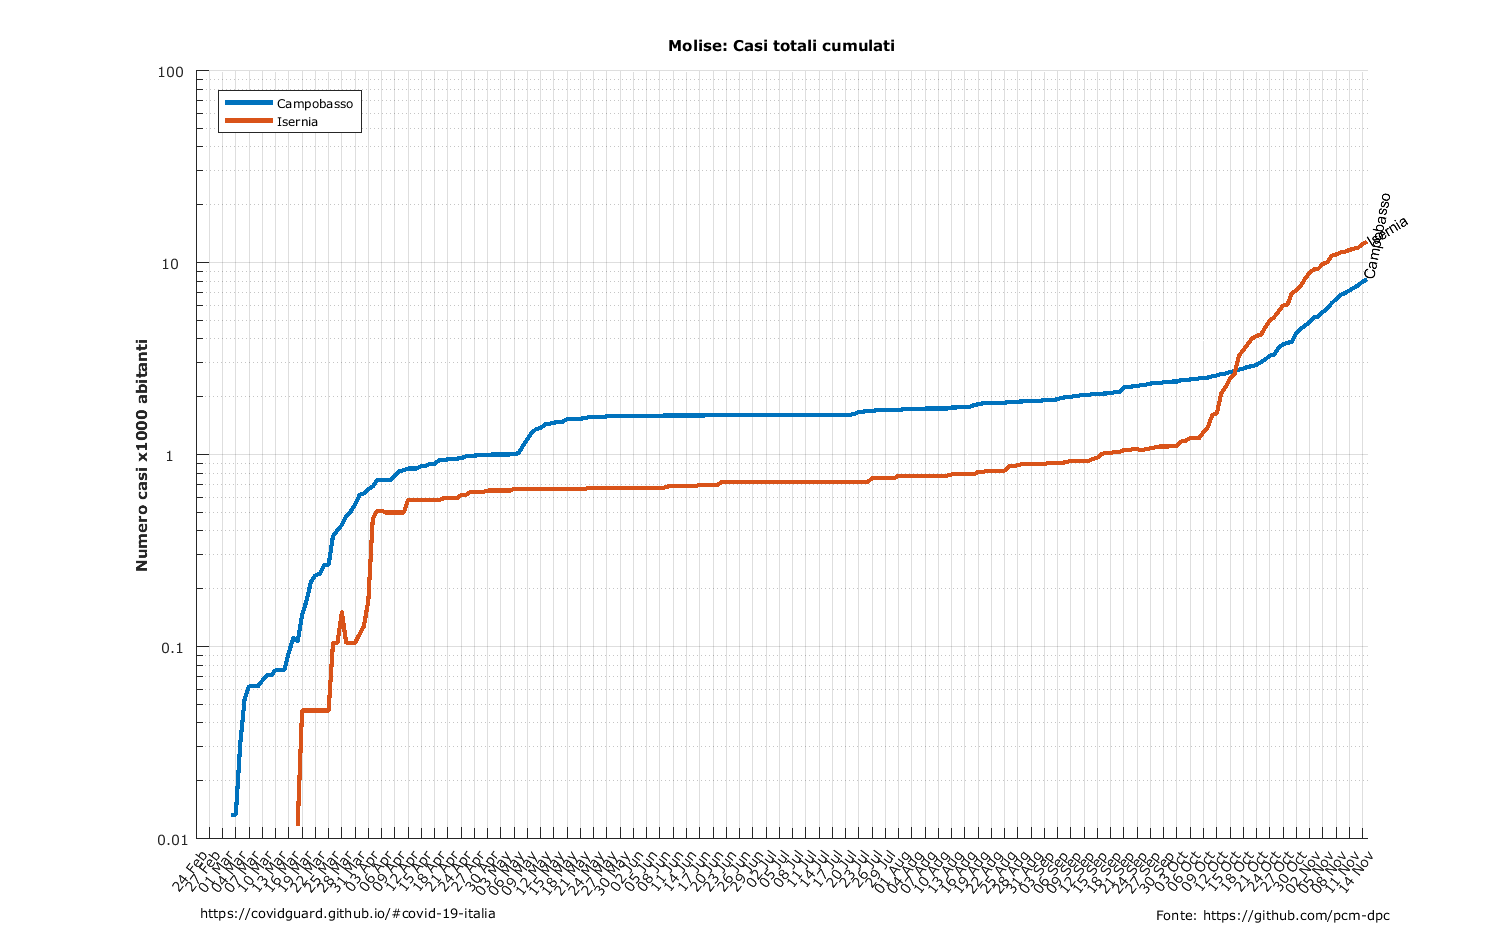 Molise: Casi totali cumulati
100
10
1
0.1
0.01
Numero casi x1000 abitanti
Campobasso
Isernia
Campobasso
Isernia
24 Feb
27 Feb
01 Mar
04 Mar
07 Mar
10 Mar
13 Mar
16 Mar
19 Mar
22 Mar
25 Mar
28 Mar
31 Mar
03 Apr
06 Apr
09 Apr
12 Apr
15 Apr
18 Apr
21 Apr
24 Apr
27 Apr
30 Apr
03 May
06 May
09 May
12 May
15 May
18 May
21 May
24 May
27 May
30 May
02 Jun
05 Jun
08 Jun
11 Jun
14 Jun
17 Jun
20 Jun
23 Jun
26 Jun
29 Jun
02 Jul
05 Jul
08 Jul
11 Jul
14 Jul
17 Jul
20 Jul
23 Jul
26 Jul
29 Jul
01 Aug
04 Aug
07 Aug
10 Aug
13 Aug
16 Aug
19 Aug
22 Aug
25 Aug
28 Aug
31 Aug
03 Sep
06 Sep
09 Sep
12 Sep
15 Sep
18 Sep
21 Sep
24 Sep
27 Sep
30 Sep
03 Oct
06 Oct
09 Oct
12 Oct
15 Oct
18 Oct
21 Oct
24 Oct
27 Oct
30 Oct
02 Nov
05 Nov
08 Nov
11 Nov
14 Nov
https://covidguard.github.io/#covid-19-italia
Fonte: https://github.com/pcm-dpc